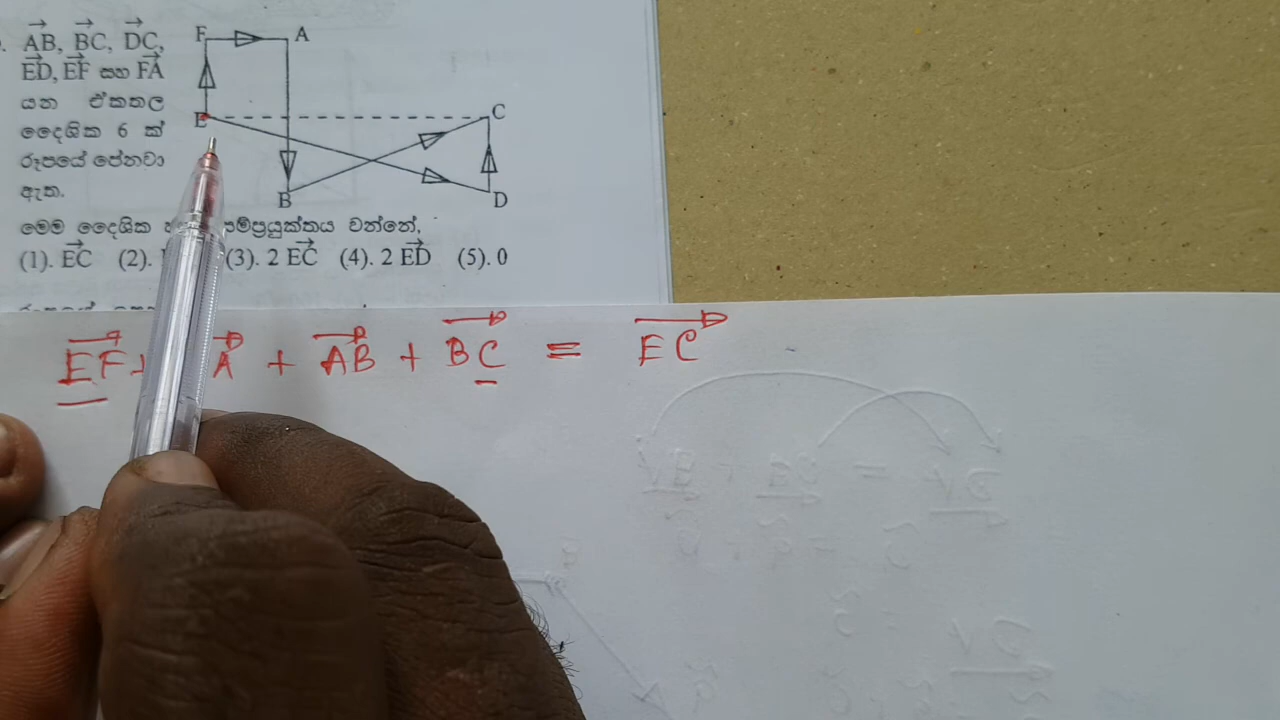 AB, BC, DC,
ED, EF සහ FA
යන ඒකතල
දෛශික 6 ක්
රූපයේ පේනවා
ඇත.
F A
E C
B D
මෙම දෛශික සම්ප්‍රයුක්තය වන්නේ,
(1). EC (2). (3). 2 EC (4). 2 ED (5). 0
EF + A + AB + BC = EC